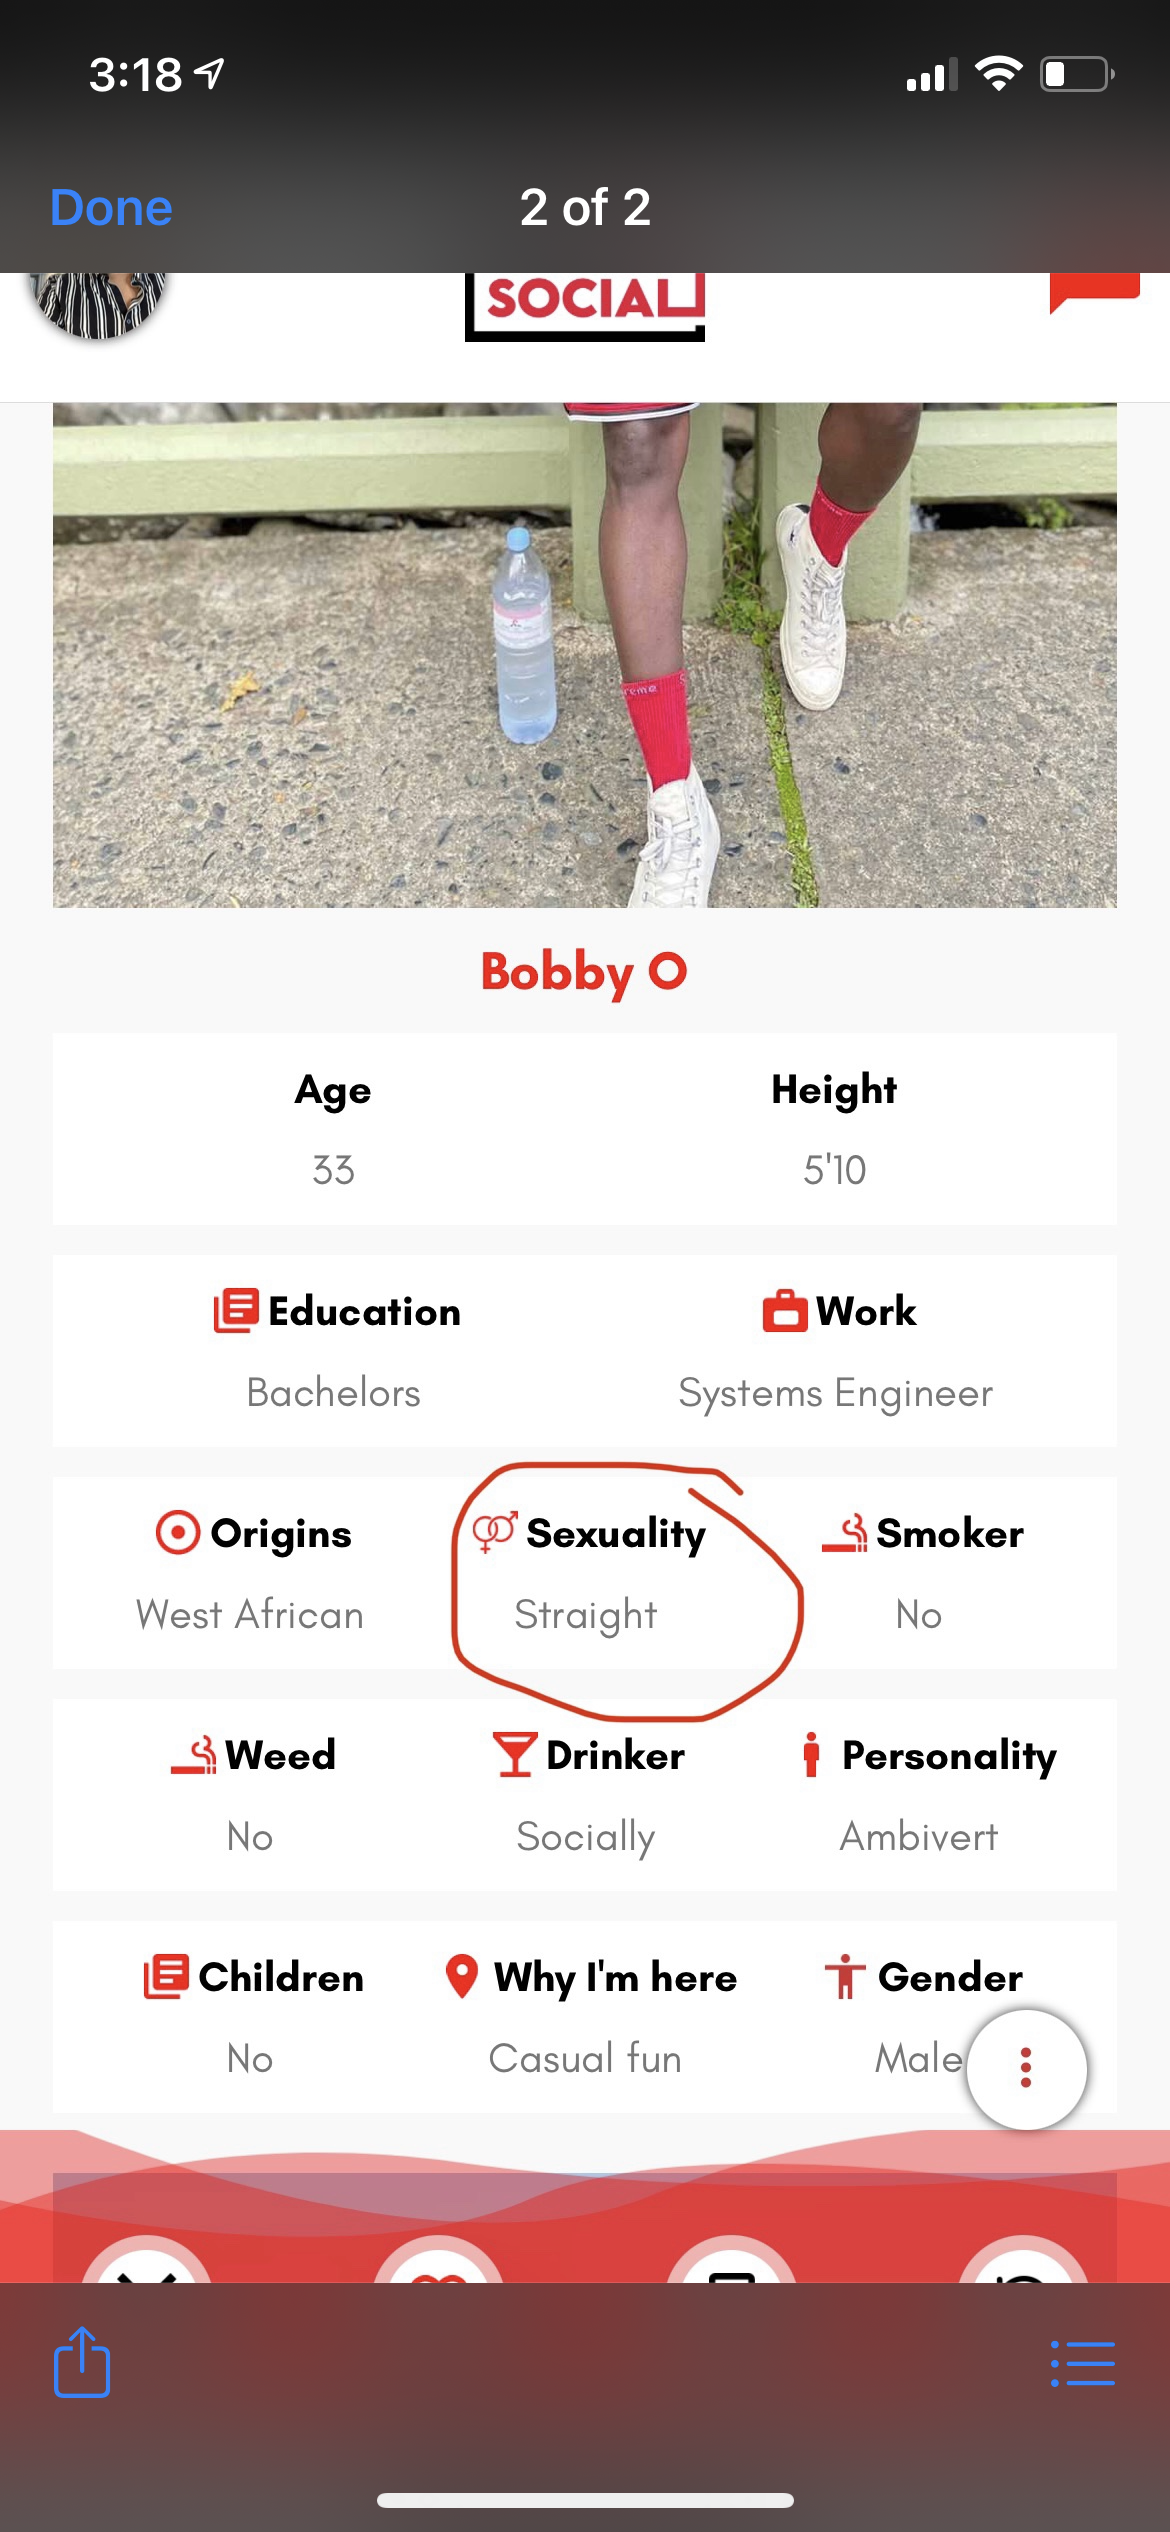 3:18
Done
2 of 2
SOCIAL
reme
Bobby O
Age
Height
33
5'10
Education
Work
Bachelors
Systems Engineer
Origins
Sexuality
Smoker
West African
Straight
No
Weed
Drinker
Personality
No
Socially
Ambivert
Children
Why I'm here
Gender
No
Casual fun
Male